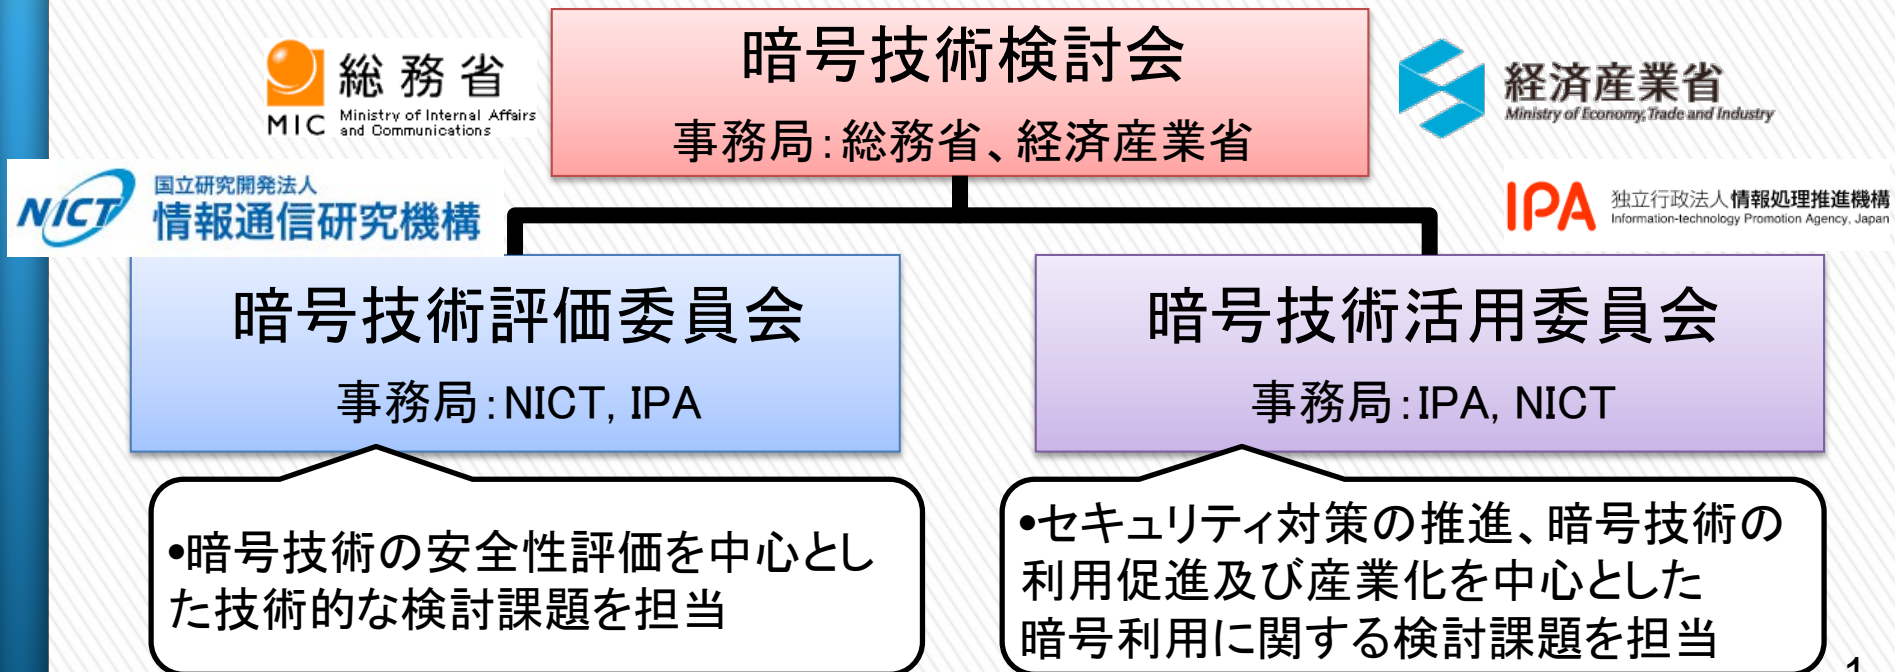 暗号技術検討会
事務局：総務省、経済産業省
総務省
MIC
Ministry of Internal Affairs
and Communications
経済産業省
Ministry of Economy, Trade and Industry
NICT
国立研究開発法人
情報通信研究機構
IPA
独立行政法人情報処理推進機構
Information-technology Promotion Agency, Japan
暗号技術評価委員会
事務局：NICT, IPA
暗号技術活用委員会
事務局：IPA, NICT
•暗号技術の安全性評価を中心とし
た技術的な検討課題を担当
•セキュリティ対策の推進、暗号技術の
利用促進及び産業化を中心とした
暗号利用に関する検討課題を担当
1